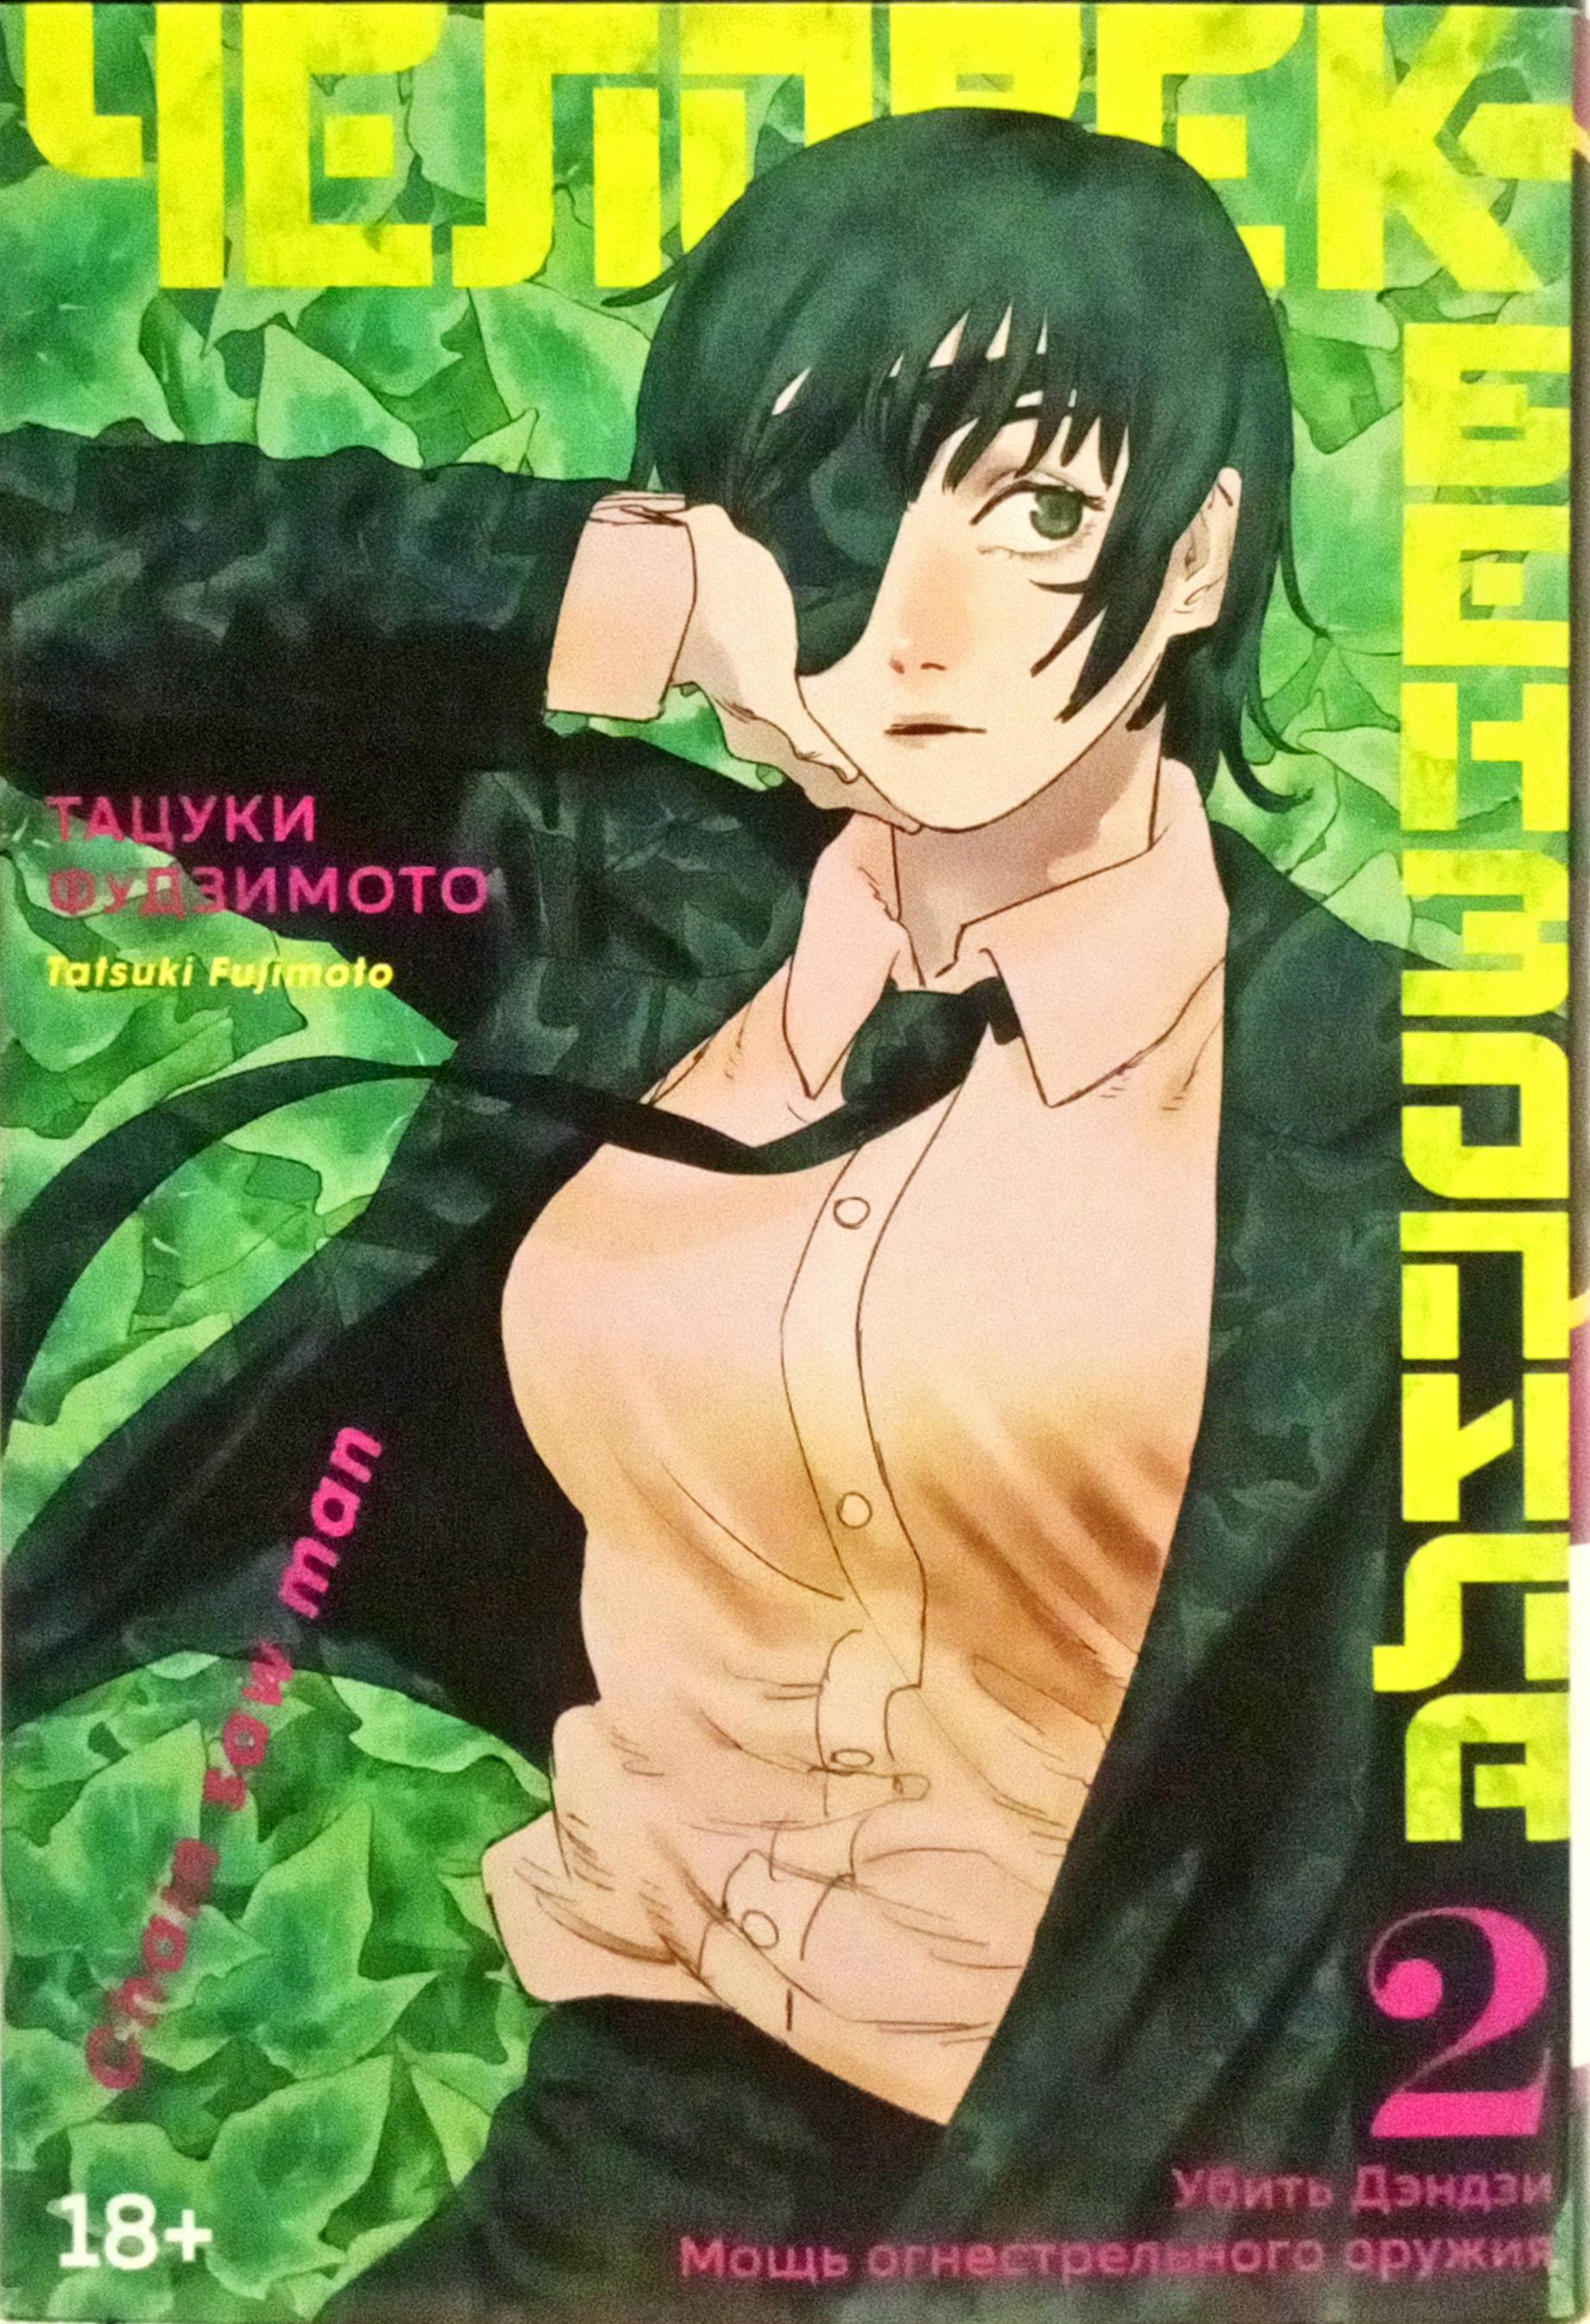 ЧЕЛОВЕК
БЕНЗОПИЛА
ТАЦУКИ
ФУДЗИМОТО
Tatsuki Fujimoto
Chain saw man
2
Убить Дэндзи
Мощь огнестрельного оружия
18+